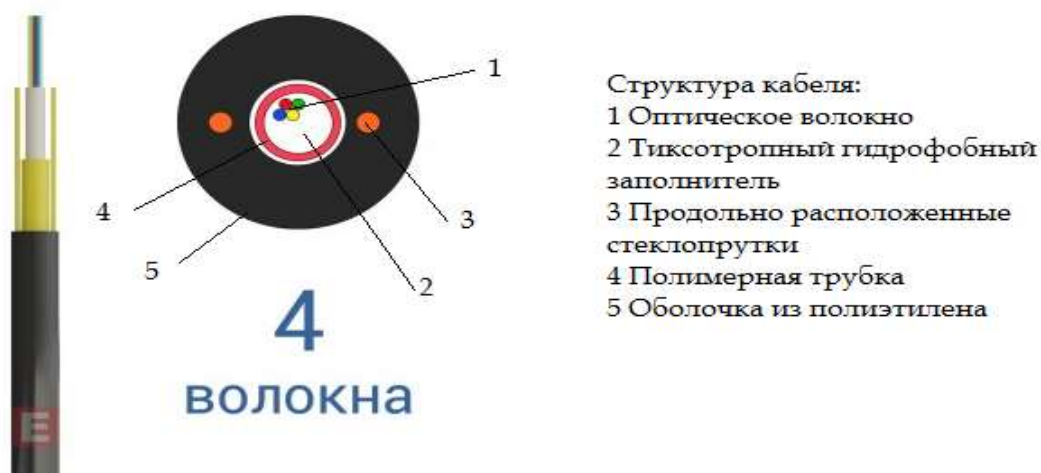 1
2
3
4
5
4
волокна
Структура кабеля:
1 Оптическое волокно
2 Тиксотропный гидрофобный
заполнитель
3 Продольно расположенные
стеклопрутки
4 Полимерная трубка
5 Оболочка из полиэтилена
E